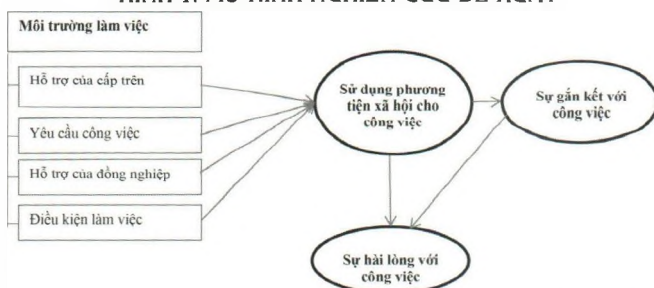 Môi trường làm việc
Hỗ trợ của cấp trên
Yêu cầu công việc
Hỗ trợ của đồng nghiệp
Điều kiện làm việc
Sử dụng phương
tiện xã hội cho
công việc
Sự gắn kết với
công việc
Sự hài lòng với
công việc